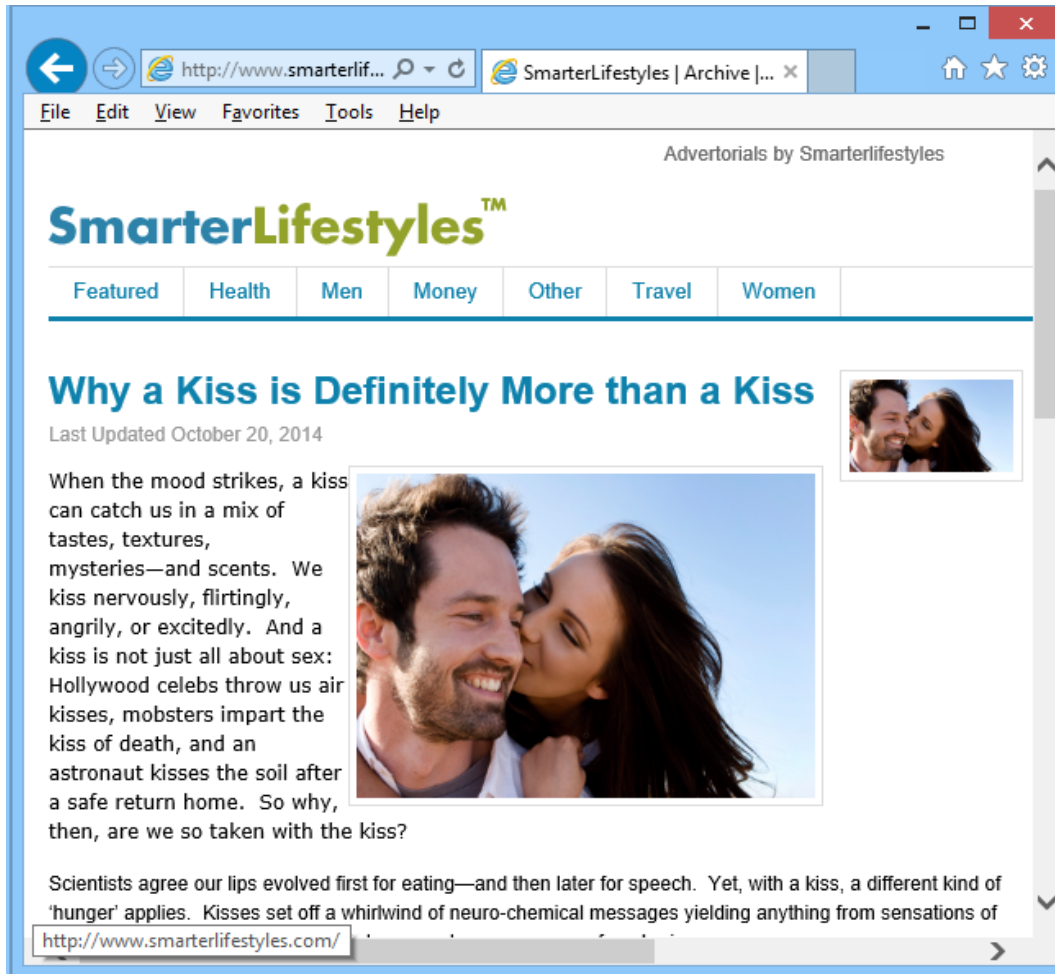 http://www.smarterlif...
SmarterLifestyles | Archive |...
File Edit View Favorites Tools Help
Advertorials by Smarterlifestyles
SmarterLifestyles™
Featured Health Men Money Other Travel Women
Why a Kiss is Definitely More than a Kiss
Last Updated October 20, 2014
When the mood strikes, a kiss
can catch us in a mix of
tastes, textures,
mysteries—and scents.  We
kiss nervously, flirtingly,
angrily, or excitedly.  And a
kiss is not just all about sex:
Hollywood celebs throw us air
kisses, mobsters impart the
kiss of death, and an
astronaut kisses the soil after
a safe return home.  So why,
then, are we so taken with the kiss?
Scientists agree our lips evolved first for eating—and then later for speech.  Yet, with a kiss, a different kind of
‘hunger’ applies.  Kisses set off a whirlwind of neuro-chemical messages yielding anything from sensations of
http://www.smarterlifestyles.com/